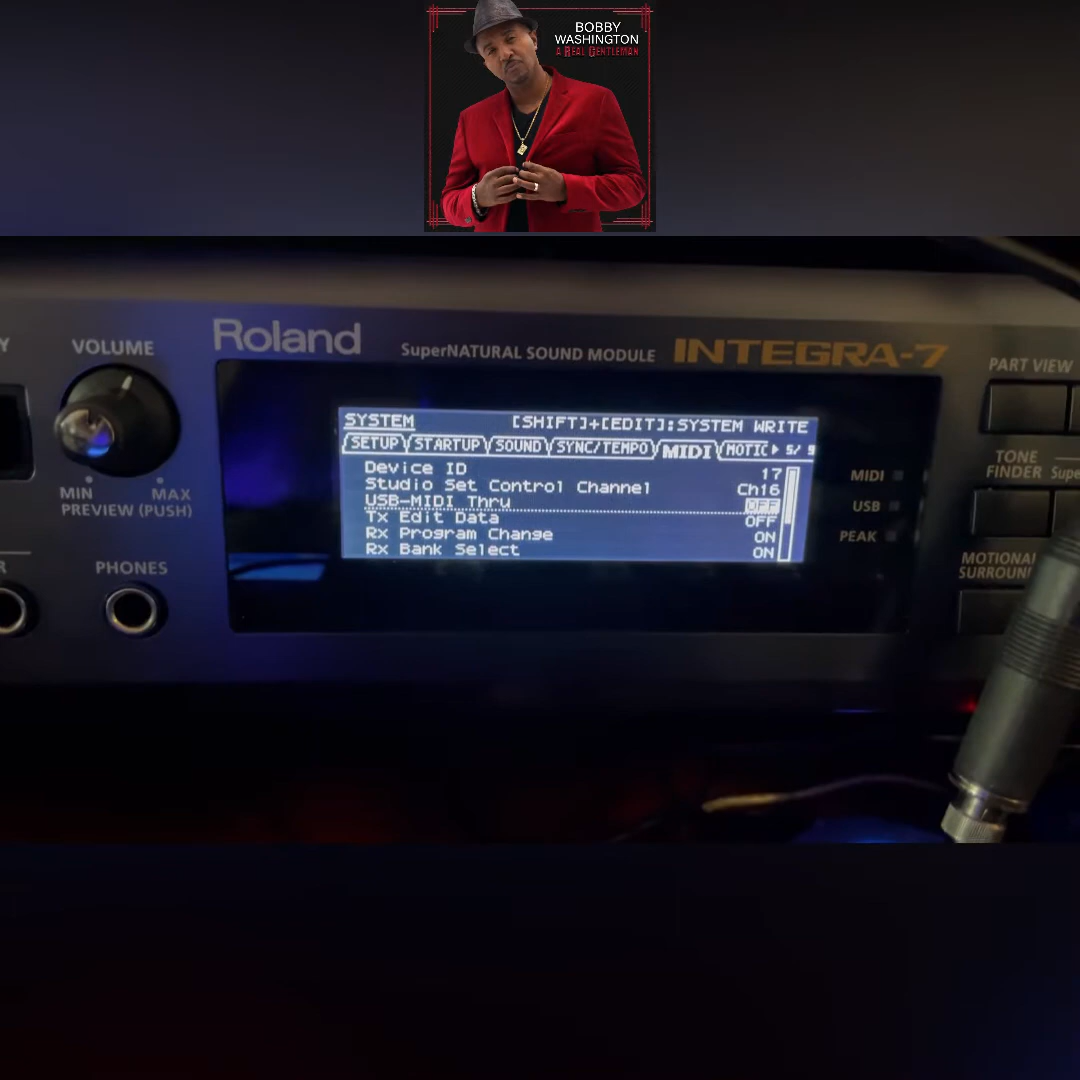 BOBBY
WASHINGTON
A REAL GENTLEMAN
VOLUME
Roland
SuperNATURAL SOUND MODULE
INTEGRA-7
PART VIEW
SYSTEM [SHIFT]+[EDIT]:SYSTEM WRITE
SETUP STARTUP SOUND SYNC/TEMPO MIDI MOTIC 5/
Device ID 17
Studio Set Control Channel Ch16
USB-MIDI Thru OFF
Tx Edit Data OFF
Rx Program Change ON
Rx Bank Select ON
MIN MAX
PREVIEW (PUSH)
PHONES
MIDI
USB
PEAK
TONE
FINDER
MOTIONAL